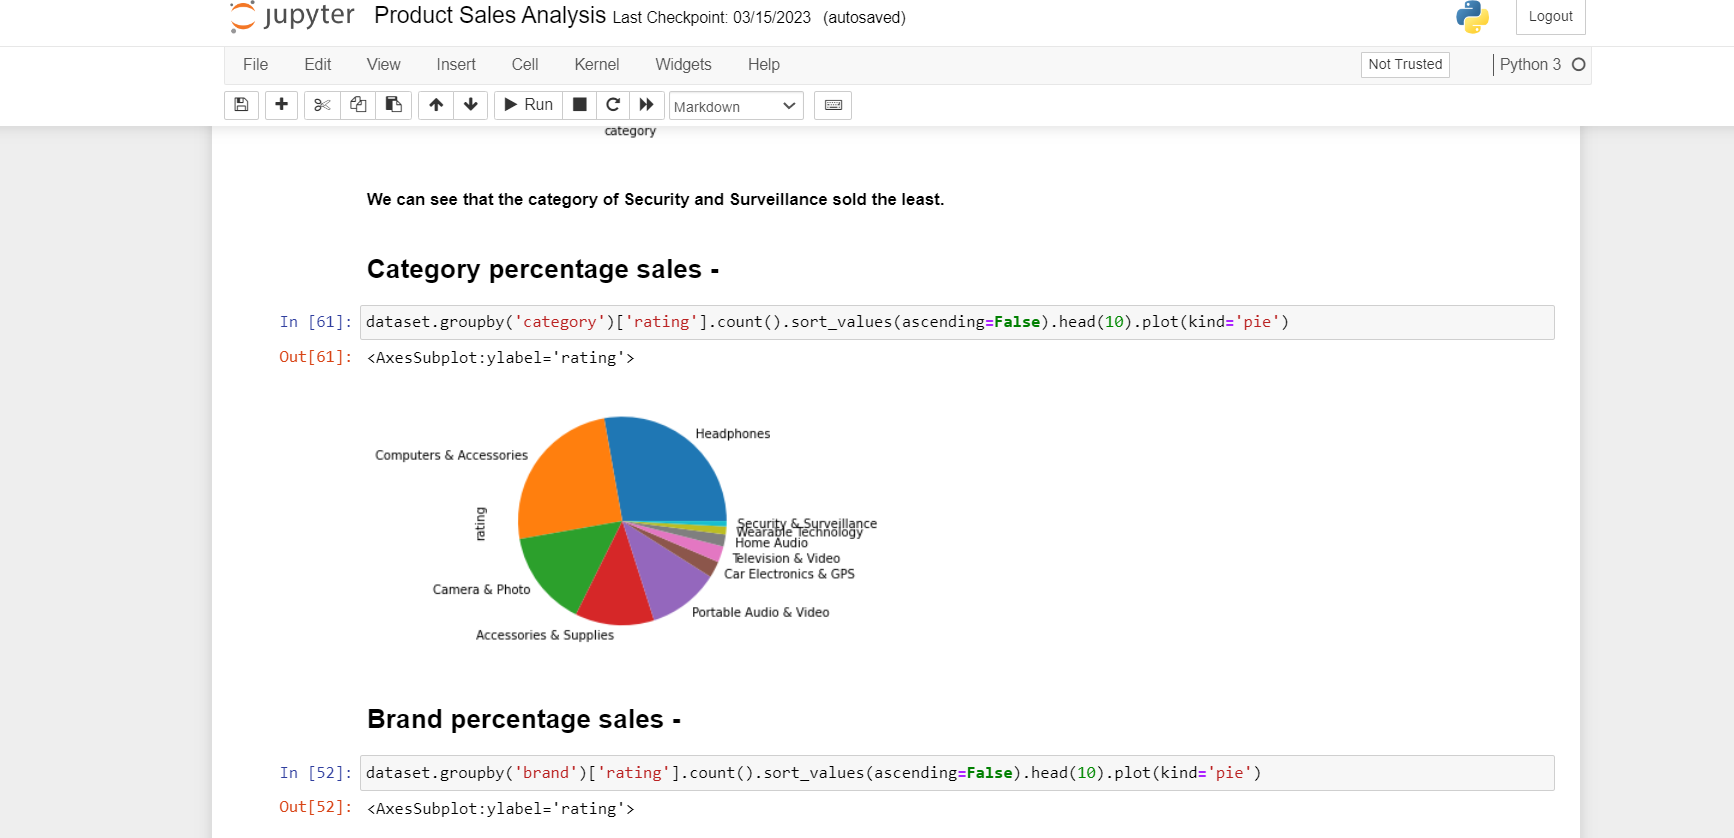 jupyter Product Sales Analysis Last Checkpoint: 03/15/2023 (autosaved) Logout
File Edit View Insert Cell Kernel Widgets Help Not Trusted Python 3
Run Markdown
category
We can see that the category of Security and Surveillance sold the least.
Category percentage sales -
In [61]: dataset.groupby('category')['rating'].count().sort_values(ascending=False).head(10).plot(kind='pie')
Out[61]: <AxesSubplot:ylabel='rating'>
Headphones
Computers & Accessories
rating
Security & Surveillance
Wearable Technology
Home Audio
Television & Video
Car Electronics & GPS
Camera & Photo
Portable Audio & Video
Accessories & Supplies
Brand percentage sales -
In [52]: dataset.groupby('brand')['rating'].count().sort_values(ascending=False).head(10).plot(kind='pie')
Out[52]: <AxesSubplot:ylabel='rating'>